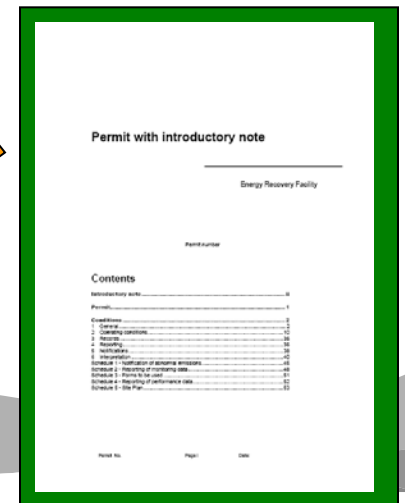 Permit with introductory note
Energy Recovery Facility
Permit number
Contents
Introductory note
Permit
Conditions
1 General
2 Operating conditions
3 Records
4 Reporting
5 Notifications
6 Interpretation
Schedule 1 - Notification of abnormal emissions
Schedule 2 - Reporting of monitoring data
Schedule 3 - Forms to be used
Schedule 4 - Reporting of performance data
Schedule 5 - Site Plan
Permit No. Page i Date: